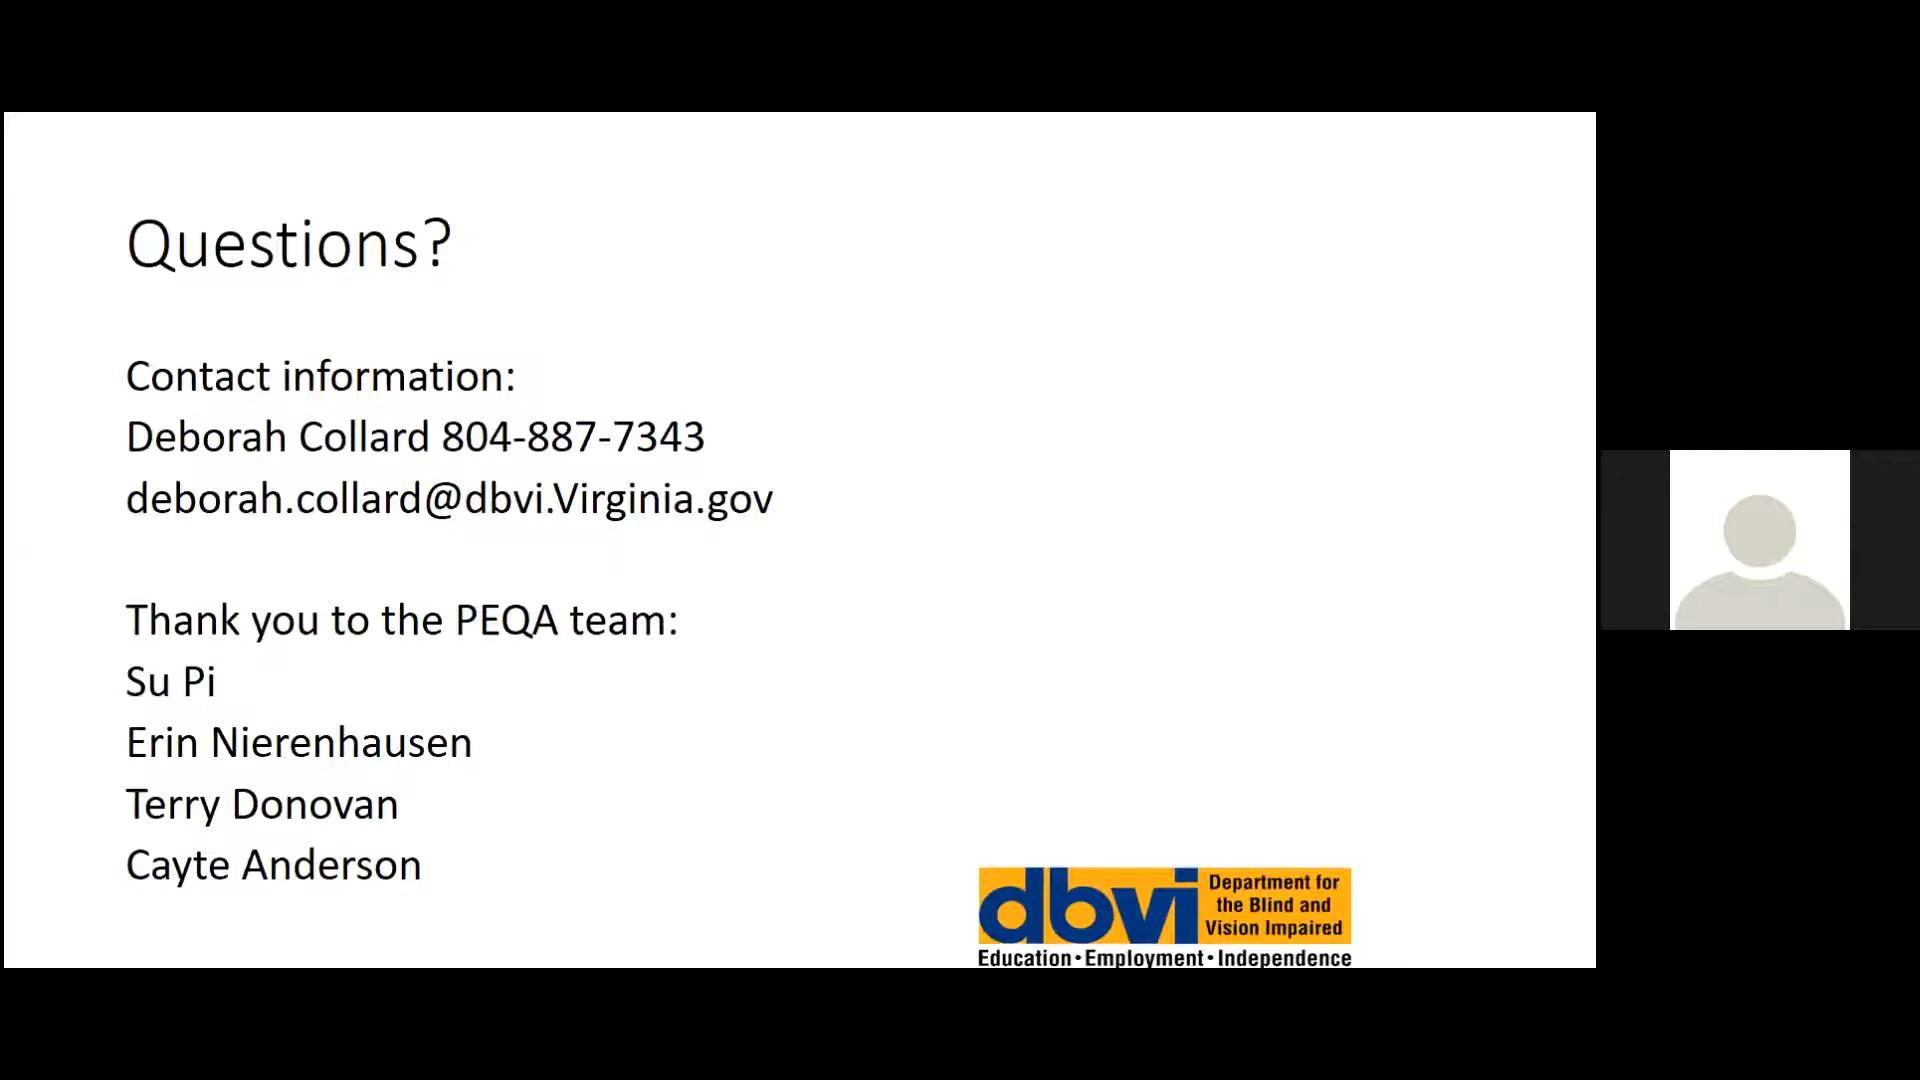 Questions?
Contact information:
Deborah Collard 804-887-7343
deborah.collard@dbvi.Virginia.gov
Thank you to the PEQA team:
Su Pi
Erin Nierenhausen
Terry Donovan
Cayte Anderson
dbvi
Department for
the Blind and
Vision Impaired
Education • Employment • Independence